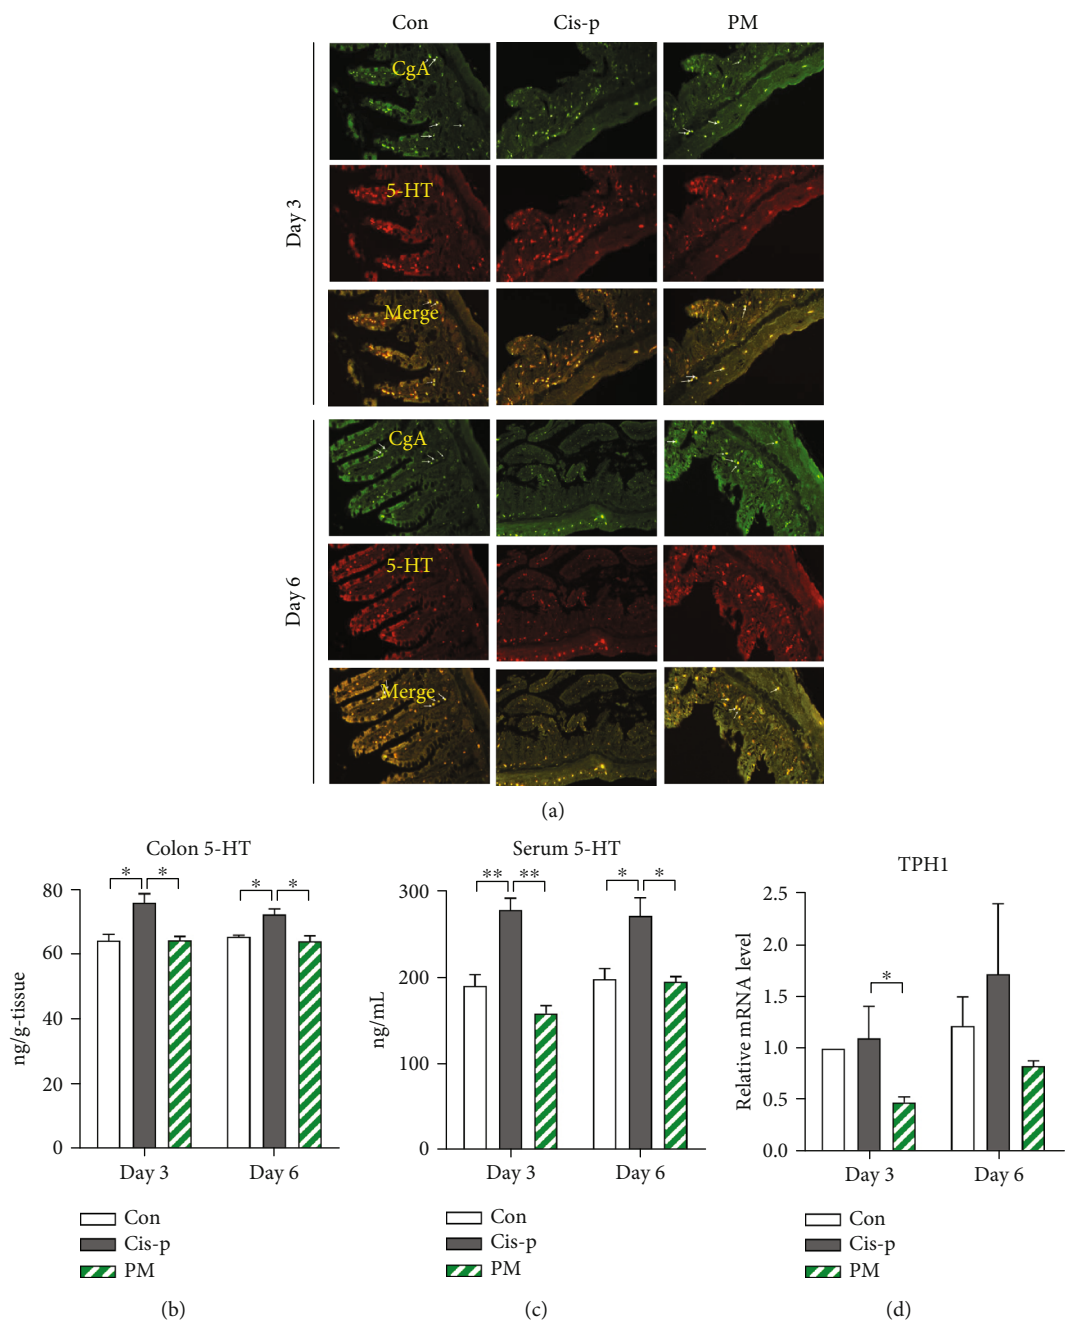 Con Cis-p PM
Day 3
CgA
5-HT
Merge
Day 6
CgA
5-HT
Merge
(a)
Colon 5-HT
ng/g-tissue
80
60
40
20
0
* * * *
Day 3 Day 6
Con
Cis-p
PM
(b)
Serum 5-HT
ng/mL
300
200
100
0
** ** * *
Day 3 Day 6
Con
Cis-p
PM
(c)
TPH1
Relative mRNA level
2.5
2.0
1.5
1.0
0.5
0.0
*
Day 3 Day 6
Con
Cis-p
PM
(d)